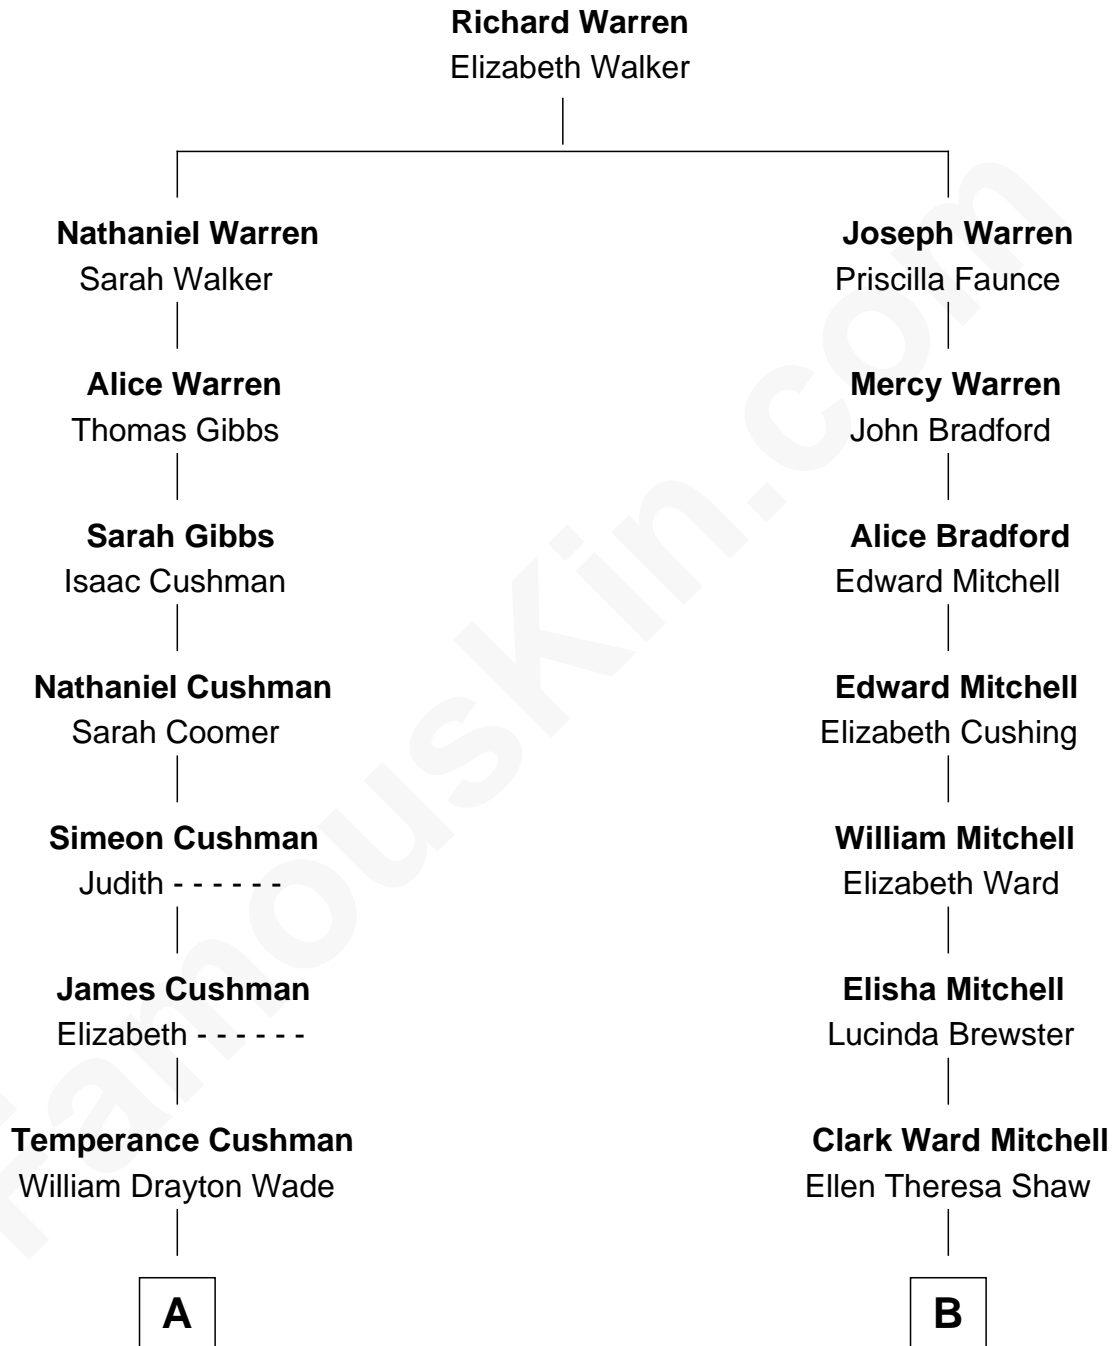 Richard Warren
Elizabeth Walker
Nathaniel Warren
Sarah Walker
Joseph Warren
Priscilla Faunce
Alice Warren
Thomas Gibbs
Mercy Warren
John Bradford
Sarah Gibbs
Isaac Cushman
Alice Bradford
Edward Mitchell
Nathaniel Cushman
Sarah Coomer
Edward Mitchell
Elizabeth Cushing
Simeon Cushman
Judith - - - - - -
William Mitchell
Elizabeth Ward
James Cushman
Elizabeth - - - - - -
Elisha Mitchell
Lucinda Brewster
Temperance Cushman
William Drayton Wade
Clark Ward Mitchell
Ellen Theresa Shaw
A
B
FamousKin.com